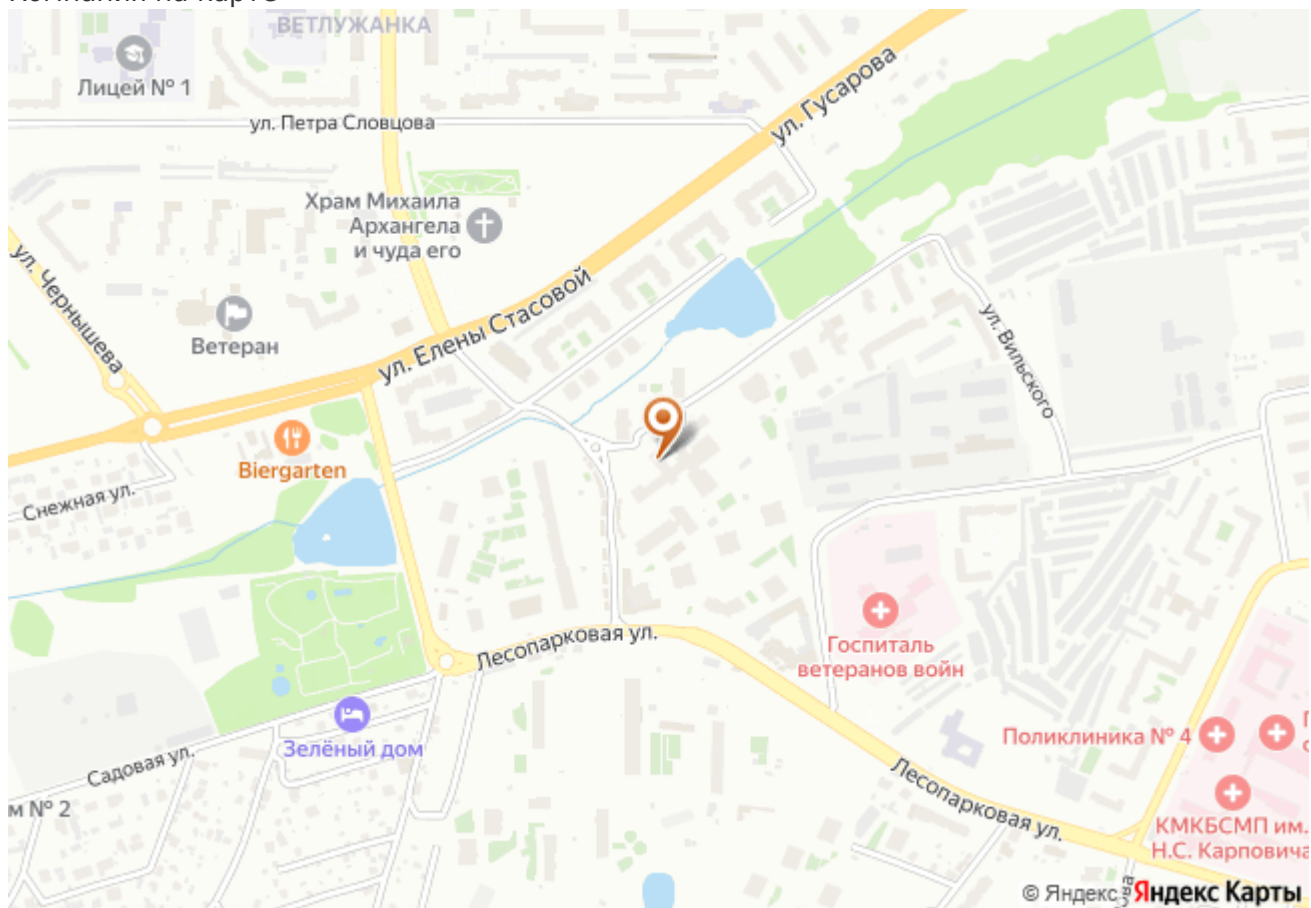 ВЕТЛУЖАНКА
Лицей № 1
ул. Гусарова
ул. Петра Словцова
Храм Михаила
Архангела
и чуда его
ул. Чернышева
Ветеран
ул. Елены Стасовой
ул. Вильского
Biergarten
Снежная ул.
Госпиталь
ветеранов войн
Лесопарковая ул.
Зелёный дом
Поликлиника № 4
Садовая ул.
м № 2
Лесопарковая ул.
КМКБСМП им.
Н.С. Карповича
© Яндекс Яндекс Карты